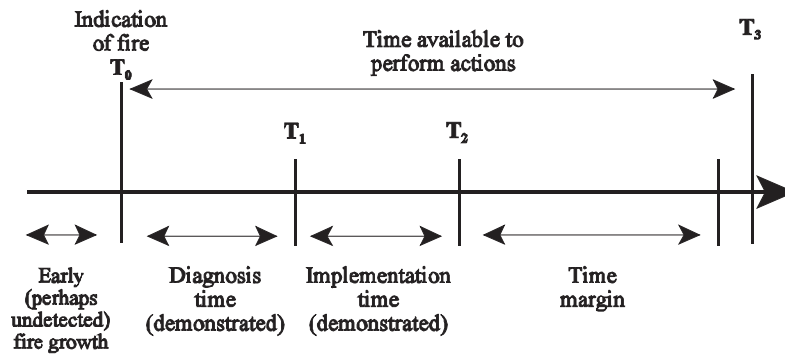 Indication
of fire
T₀
Time available to
perform actions
T₃
T₁
T₂
Early
(perhaps
undetected)
fire growth
Diagnosis
time
(demonstrated)
Implementation
time
(demonstrated)
Time
margin